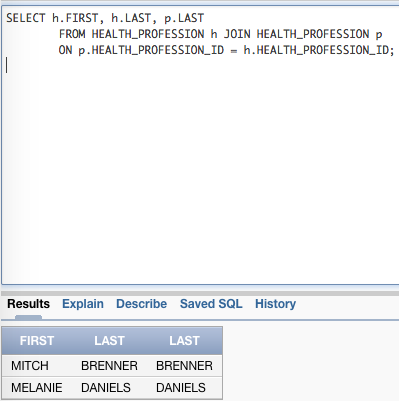 SELECT h.FIRST, h.LAST, p.LAST
FROM HEALTH_PROFESSION h JOIN HEALTH_PROFESSION p
ON p.HEALTH_PROFESSION_ID = h.HEALTH_PROFESSION_ID;
Results Explain Describe Saved SQL History
FIRST LAST LAST
MITCH BRENNER BRENNER
MELANIE DANIELS DANIELS